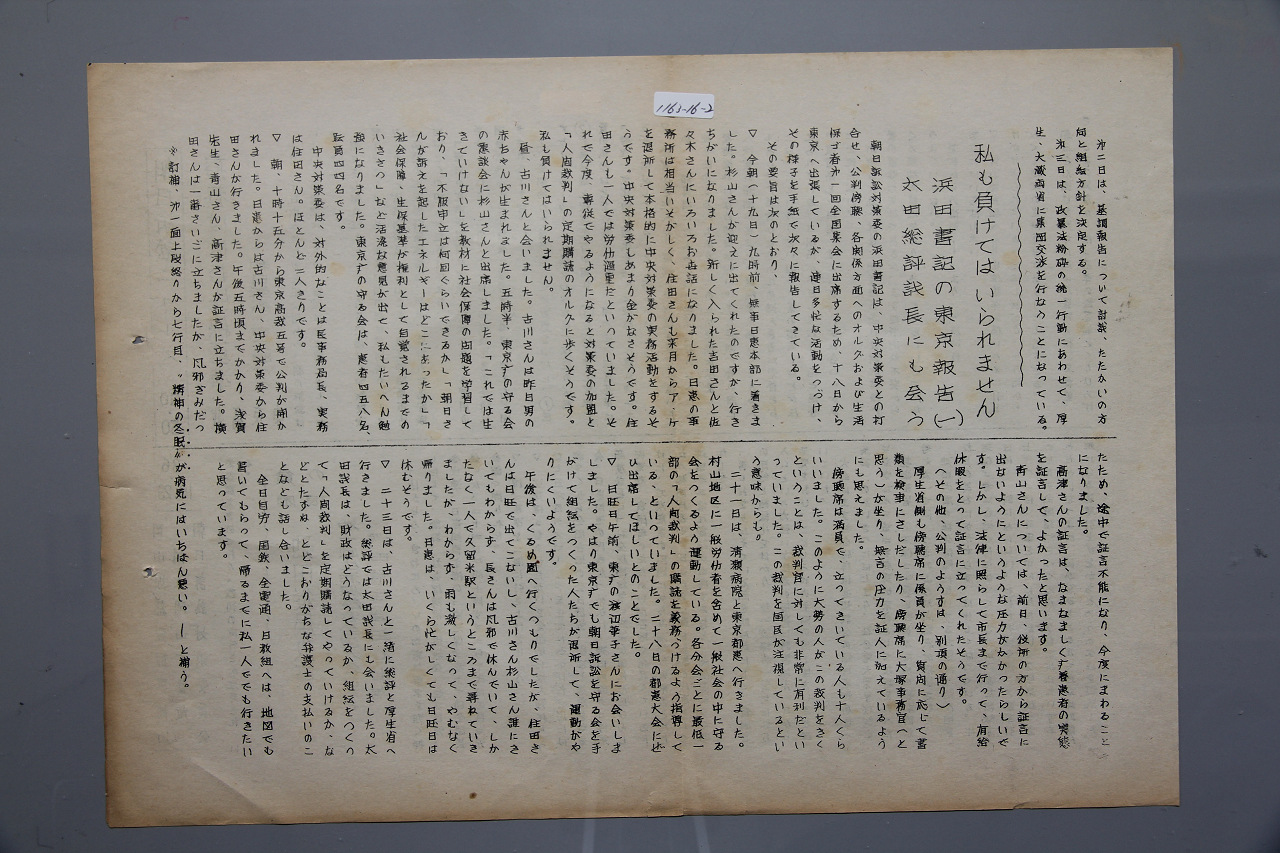 1163-16-2
第二日は、基調報告について討議、たたかいの方
向と組織方針を決定する。
第三日は、政暴法粉砕の統一行動にあわせて、厚
生、大蔵両省に集団交渉を行なうことになっている。
私も負けてはいられません
浜田書記の東京報告(一)
太田総評議長にも会う
朝日訴訟対策委の浜田書記は、中央対策委との打
合せ、公判傍聴、各関係方面へのオルグおよび生活
保ゴ者第一回全国集会に出席するため、十八日から
東京へ出張しているが、連日多忙な活動をつづけ、
その様子を手紙で次々に報告してきている。
その要旨は次のとおり、
▽ 今朝(十九日)九時前、無事日患本部に着きま
した。杉山さんが迎えに出てくれたのですが、行き
ちがいになりました。新しく入られた吉田さんと佐
々木さんにいろいろお世話になりました。日患の事
務所は相当いそがしく、住田さんも来月からア・ケ
を退所して本格的に中央対策委の実務活動をするそ
うです。中央対策委しあまり金がなさそうです。住
田さんも一人では労仂過重だといっていました。そ
れで今度、専従でやるようになると対策委の加盟と
「人間裁判」の定期購読のオルグに歩くそうです。
私も負けてはいられません。
昼、古川さんと会いました。古川さんは昨日男の
赤ちゃんが生まれました。五時半、東京疗の守る会
の懇談会に杉山さんと出席しました。「これでは生
きていけない」を教材に社会保障の問題を学習して
おり、「不服申立は何回ぐらいできるか」「朝日さ
んが訴えを起したエネルギーはどこにあったか」「
社会保障、生保基準が権利として自覚されるまでの
いきさつ」など活溌な意見が出て、私もたいへん勉
強になりました。東京疗の守る会は、患者四五八名、
職員四四名です。
中央対策委は、対外的なことは長事務局長、実務
は住田さん。ほとんど二人きりです。
▽ 朝、十時十五分から東京高裁五号で公判が開か
れました。日患からは古川さん、中央対策委から住
田さんが行きました。午後五時頃までかかり、浅賀
先生、青山さん、高津さんが証言に立ちました。横
田さんは一番さいごに立ちましたが、風邪ぎみだっ
※訂補、第一面上段終りから七行目、〝精神の冬眠〟が病気にはいちばん悪い。―と補う。
たため、途中で証言不能になり、今度にまわること
になりました。
高津さんの証言は、なまなましく疗養患者の実態
を証言して、よかったと思います。
青山さんについては、前日、役所の方から証言に
出ないようにというような圧力がかかったらしいで
す。しかし、法律に照らして市長まで行って、有給
休暇をとって証言に立ってくれたそうです。
(その他、公判のようすは、別項の通り)
厚生省側も傍聴席に係員が坐り、質問に応じて書
類を検事にさしだしたり、傍聴席に大塚事務官(と
思う)が坐り、無言の圧力を証人に加えているよう
にも思えました。
傍聴席は満員で、立ってきいている人も十人くら
いいました。このように大勢の人がこの裁判をきく
ということは、裁判官に対しても非常に有利だとい
っていました。この裁判を国民が注視しているとい
う意味からも。
二十一日は、清瀬病院と東京都患へ行きました。
村山地区に一般労仂者を含めて一般社会の中に守る
会をつくるよう運動している。各分会ごとに最低一
部の「人間裁判」の購読を義務づけるよう指導して
いる、といっていました。二十八日の都患大会にぜ
ひ出席してほしいとのことでした。
▽ 日旺日午前、東疗の渡辺華子さんにお会いしま
しました。やはり東京疗でも朝日訴訟を守る会を手
がけて組織をつくった人たちが退所して、運動がや
りにくいようです。
午後は、くるめ園へ行くつもりでしたが、住田さ
んは日旺で出てこないし、古川さん杉山さん誰にき
いてもわからず、長さんは風邪で休んでいて、しか
たなく一人で久留米駅というところまで尋ねていき
ましたが、わからず、雨も激しくなって、やむなく
帰りました。日患は、いくら忙がしくても日旺日は
休むそうです。
▽ 二十三日は、古川さんと一緒に総評と厚生省へ
行きました。総評では太田議長にも会いました。太
田議長は、財政はどうなっているか、組織をつくっ
て「人間裁判」を定期購読してやっていけるか、な
どとたずね、とどこおりがちな弁護士の支払いのこ
となども話し合いました。
全日自労、国鉄、全電通、日教組へは、地図でも
書いてもらって、帰るまでに私一人ででも行きたい
と思っています。